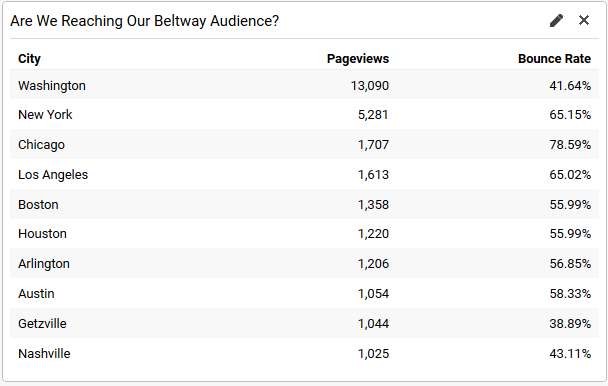 Are We Reaching Our Beltway Audience?
City Pageviews Bounce Rate
Washington 13,090 41.64%
New York 5,281 65.15%
Chicago 1,707 78.59%
Los Angeles 1,613 65.02%
Boston 1,358 55.99%
Houston 1,220 55.99%
Arlington 1,206 56.85%
Austin 1,054 58.33%
Getzville 1,044 38.89%
Nashville 1,025 43.11%